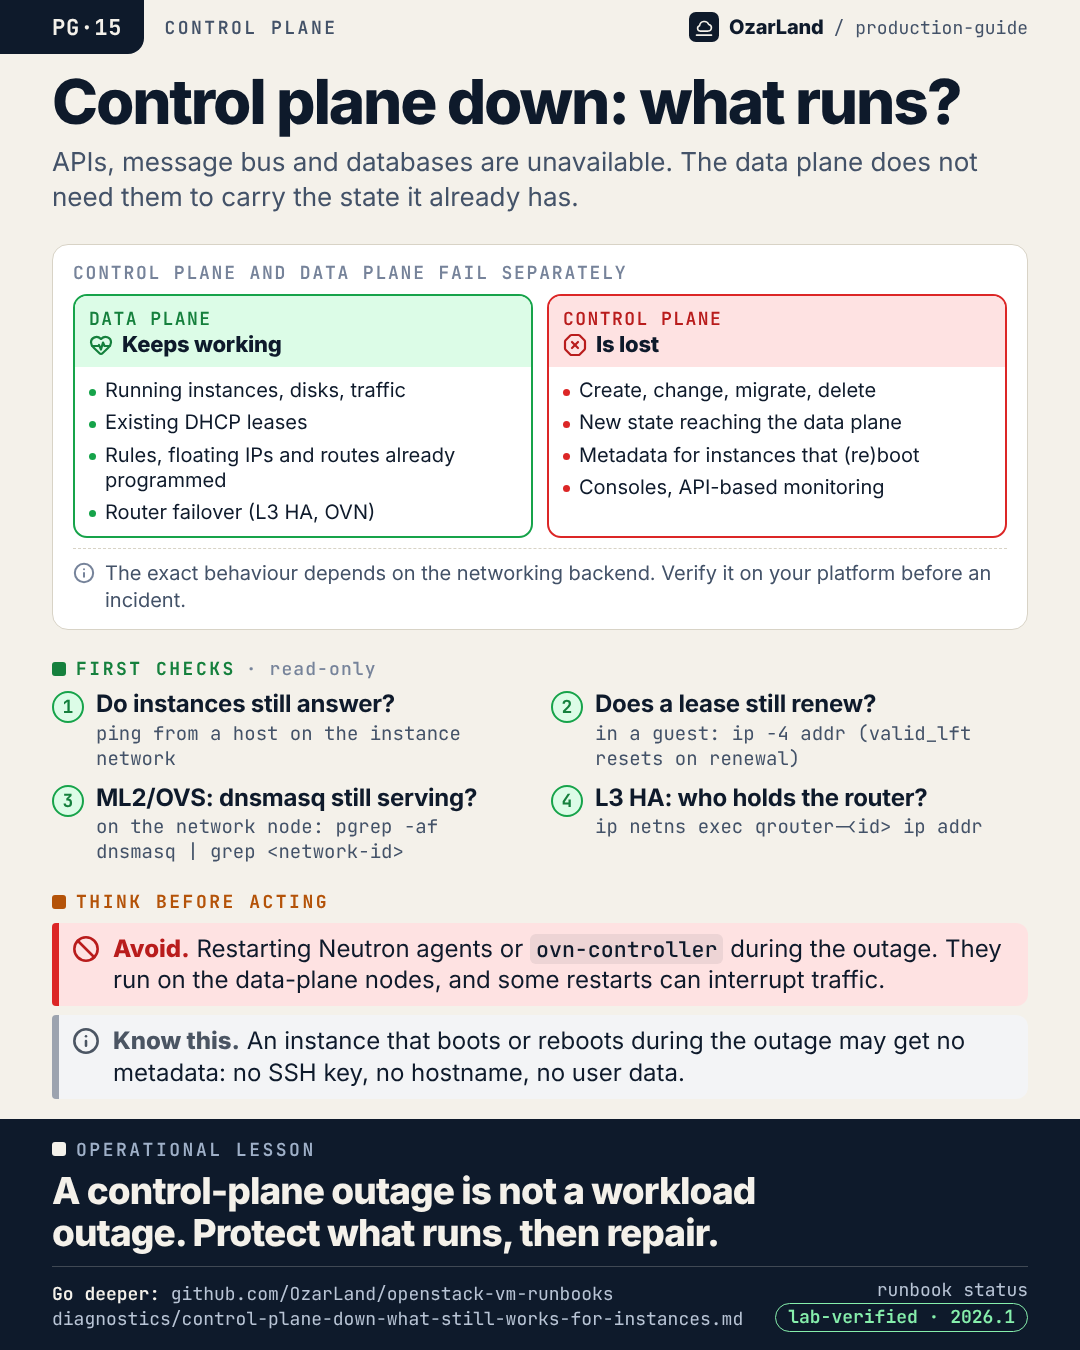 PG·15
CONTROL PLANE
OzarLand / production-guide
Control plane down: what runs?
APIs, message bus and databases are unavailable. The data plane does not
need them to carry the state it already has.
CONTROL PLANE AND DATA PLANE FAIL SEPARATELY
DATA PLANE
Keeps working
Running instances, disks, traffic
Existing DHCP leases
Rules, floating IPs and routes already
programmed
Router failover (L3 HA, OVN)
CONTROL PLANE
Is lost
Create, change, migrate, delete
New state reaching the data plane
Metadata for instances that (re)boot
Consoles, API-based monitoring
The exact behaviour depends on the networking backend. Verify it on your platform before an
incident.
FIRST CHECKS · read-only
1 Do instances still answer?
ping from a host on the instance
network
2 Does a lease still renew?
in a guest: ip -4 addr (valid_lft
resets on renewal)
3 ML2/OVS: dnsmasq still serving?
on the network node: pgrep -af
dnsmasq | grep <network-id>
4 L3 HA: who holds the router?
ip netns exec qrouter-<id> ip addr
THINK BEFORE ACTING
Avoid. Restarting Neutron agents or ovn-controller during the outage. They
run on the data-plane nodes, and some restarts can interrupt traffic.
Know this. An instance that boots or reboots during the outage may get no
metadata: no SSH key, no hostname, no user data.
OPERATIONAL LESSON
A control-plane outage is not a workload
outage. Protect what runs, then repair.
Go deeper: github.com/OzarLand/openstack-vm-runbooks
diagnostics/control-plane-down-what-still-works-for-instances.md
runbook status
lab-verified · 2026.1